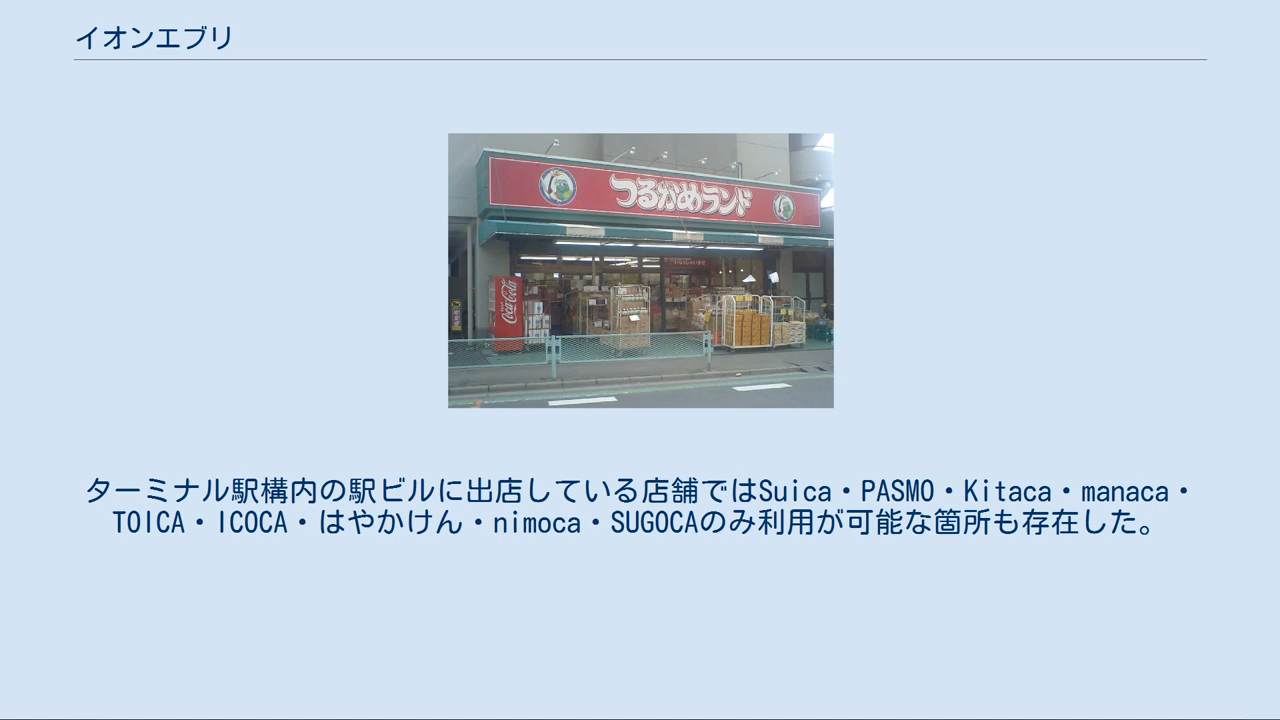 イオンエブリ
つるかめランド
Coca-Cola
ターミナル駅構内の駅ビルに出店している店舗ではSuica・PASMO・Kitaca・manaca・
TOICA・ICOCA・はやかけん・nimoca・SUGOCAのみ利用が可能な箇所も存在した。